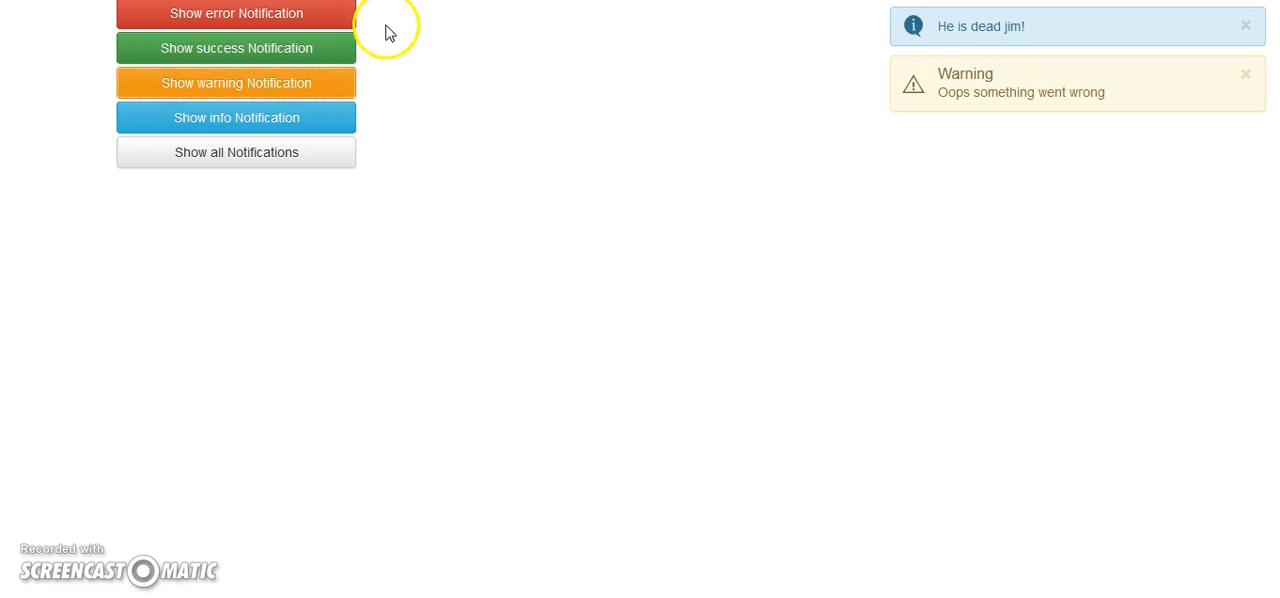 Show error Notification
Show success Notification
Show warning Notification
Show info Notification
Show all Notifications
He is dead jim!
×
Warning
×
Oops something went wrong
Recorded with
SCREENCAST MATIC